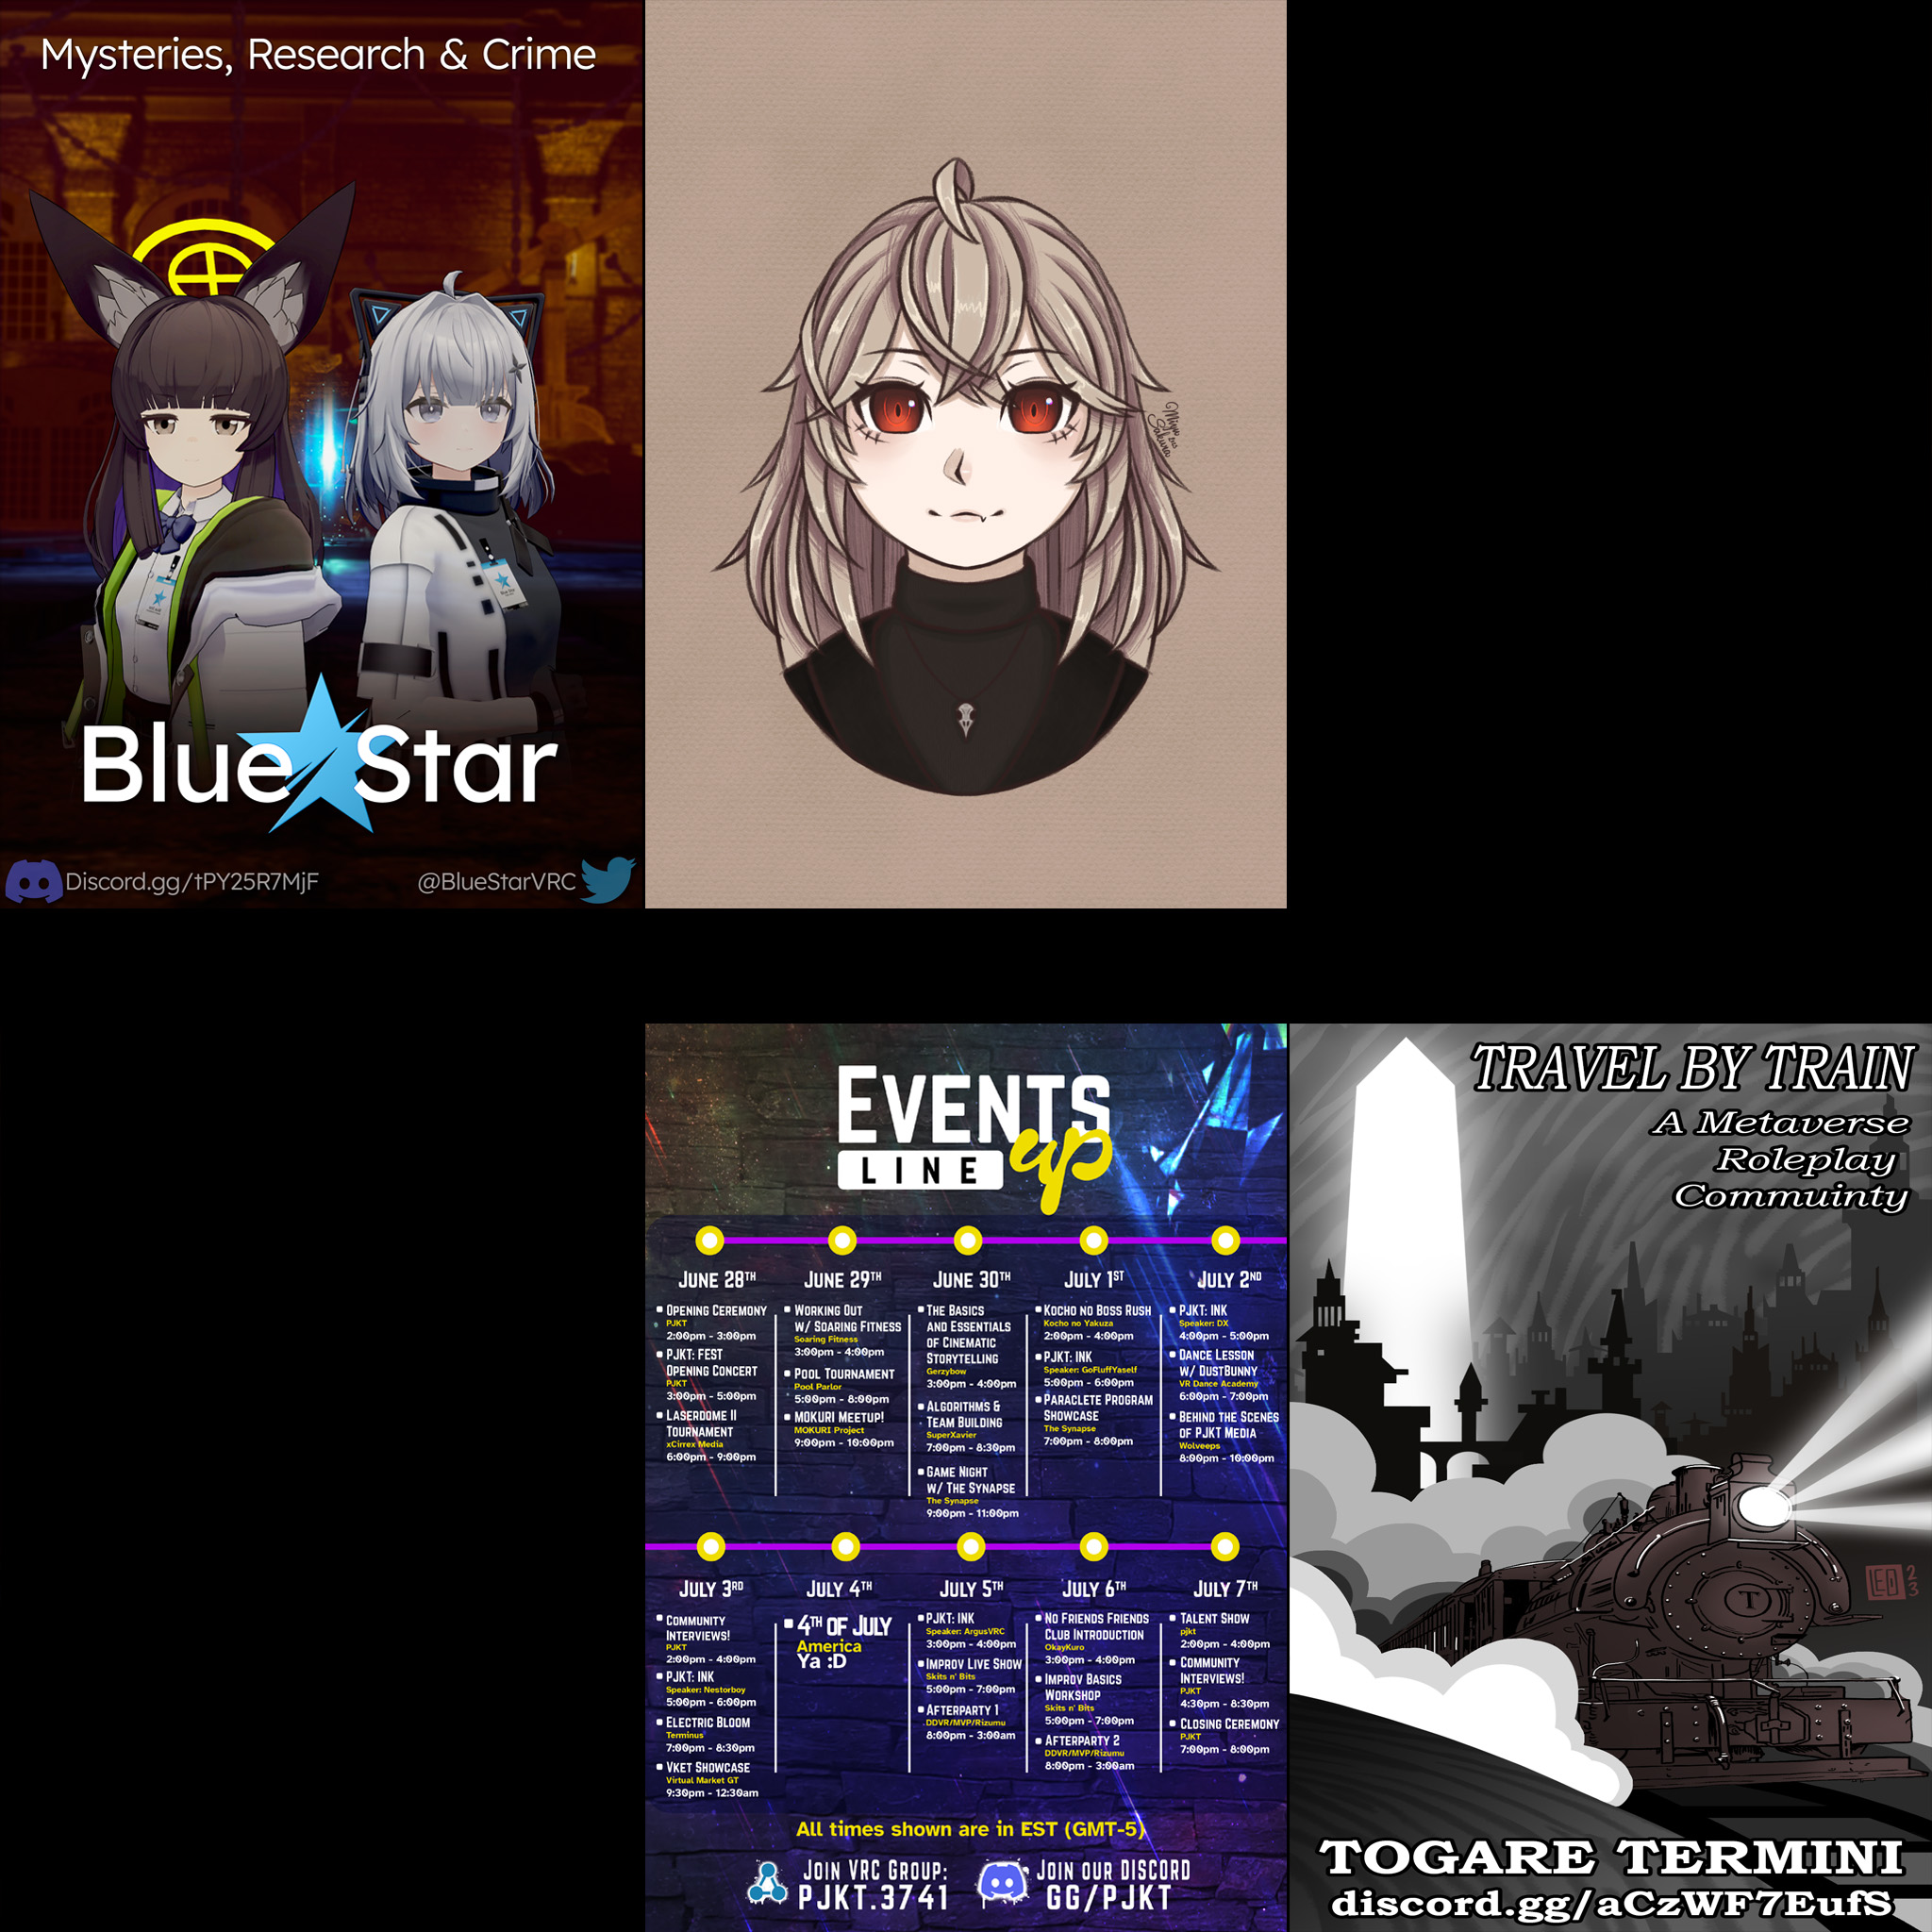 Mysteries, Research & Crime
Blue Star
Discord.gg/tPY25R7MjF
@BlueStarVRC
Miyu
no
Sakura
EVENTS
LINE up
JUNE 28TH
OPENING CEREMONY
PJKT
2:00pm - 3:00pm
PJKT: FEST
OPENING CONCERT
PJKT
3:00pm - 5:00pm
LASERDOME II
TOURNAMENT
xCirrex Media
6:00pm - 9:00pm
JUNE 29TH
WORKING OUT
W/ SOARING FITNESS
Soaring Fitness
3:00pm - 4:00pm
POOL TOURNAMENT
Pool Parlor
5:00pm - 8:00pm
MOKURI MEETUP!
MOKURI Project
9:00pm - 10:00pm
JUNE 30TH
THE BASICS
AND ESSENTIALS
OF CINEMATIC
STORYTELLING
Gerzybow
3:00pm - 4:00pm
ALGORITHMS &
TEAM BUILDING
SuperXavier
7:00pm - 8:30pm
GAME NIGHT
W/ THE SYNAPSE
The Synapse
9:00pm - 11:00pm
JULY 1ST
KOCHO NO BOSS RUSH
Kocho no Yakuza
2:00pm - 4:00pm
PJKT: INK
Speaker: GoFluffYaself
5:00pm - 6:00pm
PARACLETE PROGRAM
SHOWCASE
The Synapse
7:00pm - 8:00pm
JULY 2ND
PJKT: INK
Speaker: DX
4:00pm - 5:00pm
DANCE LESSON
W/ DUSTBUNNY
VR Dance Academy
6:00pm - 7:00pm
BEHIND THE SCENES
OF PJKT MEDIA
Wolveeps
8:00pm - 10:00pm
JULY 3RD
COMMUNITY
INTERVIEWS!
PJKT
2:00pm - 4:00pm
PJKT: INK
Speaker: Nestorboy
5:00pm - 6:00pm
ELECTRIC BLOOM
Terminus
7:00pm - 8:30pm
VKET SHOWCASE
Virtual Market GT
9:30pm - 12:30am
JULY 4TH
4TH OF JULY
America
Ya :D
JULY 5TH
PJKT: INK
Speaker: ArgusVRC
3:00pm - 4:00pm
IMPROV LIVE SHOW
Skits n' Bits
5:00pm - 7:00pm
AFTERPARTY 1
DDVR/MVP/Rizumu
8:00pm - 3:00am
JULY 6TH
NO FRIENDS FRIENDS
CLUB INTRODUCTION
OkayKuro
3:00pm - 4:00pm
IMPROV BASICS
WORKSHOP
Skits n' Bits
5:00pm - 7:00pm
AFTERPARTY 2
DDVR/MVP/Rizumu
8:00pm - 3:00am
JULY 7TH
TALENT SHOW
pjkt
2:00pm - 4:00pm
COMMUNITY
INTERVIEWS!
PJKT
4:30pm - 8:30pm
CLOSING CEREMONY
PJKT
7:00pm - 8:00pm
All times shown are in EST (GMT-5)
JOIN VRC GROUP:
PJKT.3741
JOIN OUR DISCORD
GG/PJKT
TRAVEL BY TRAIN
A Metaverse
Roleplay
Commuinty
T
LEO 23
TOGARE TERMINI
discord.gg/aCzWF7EufS